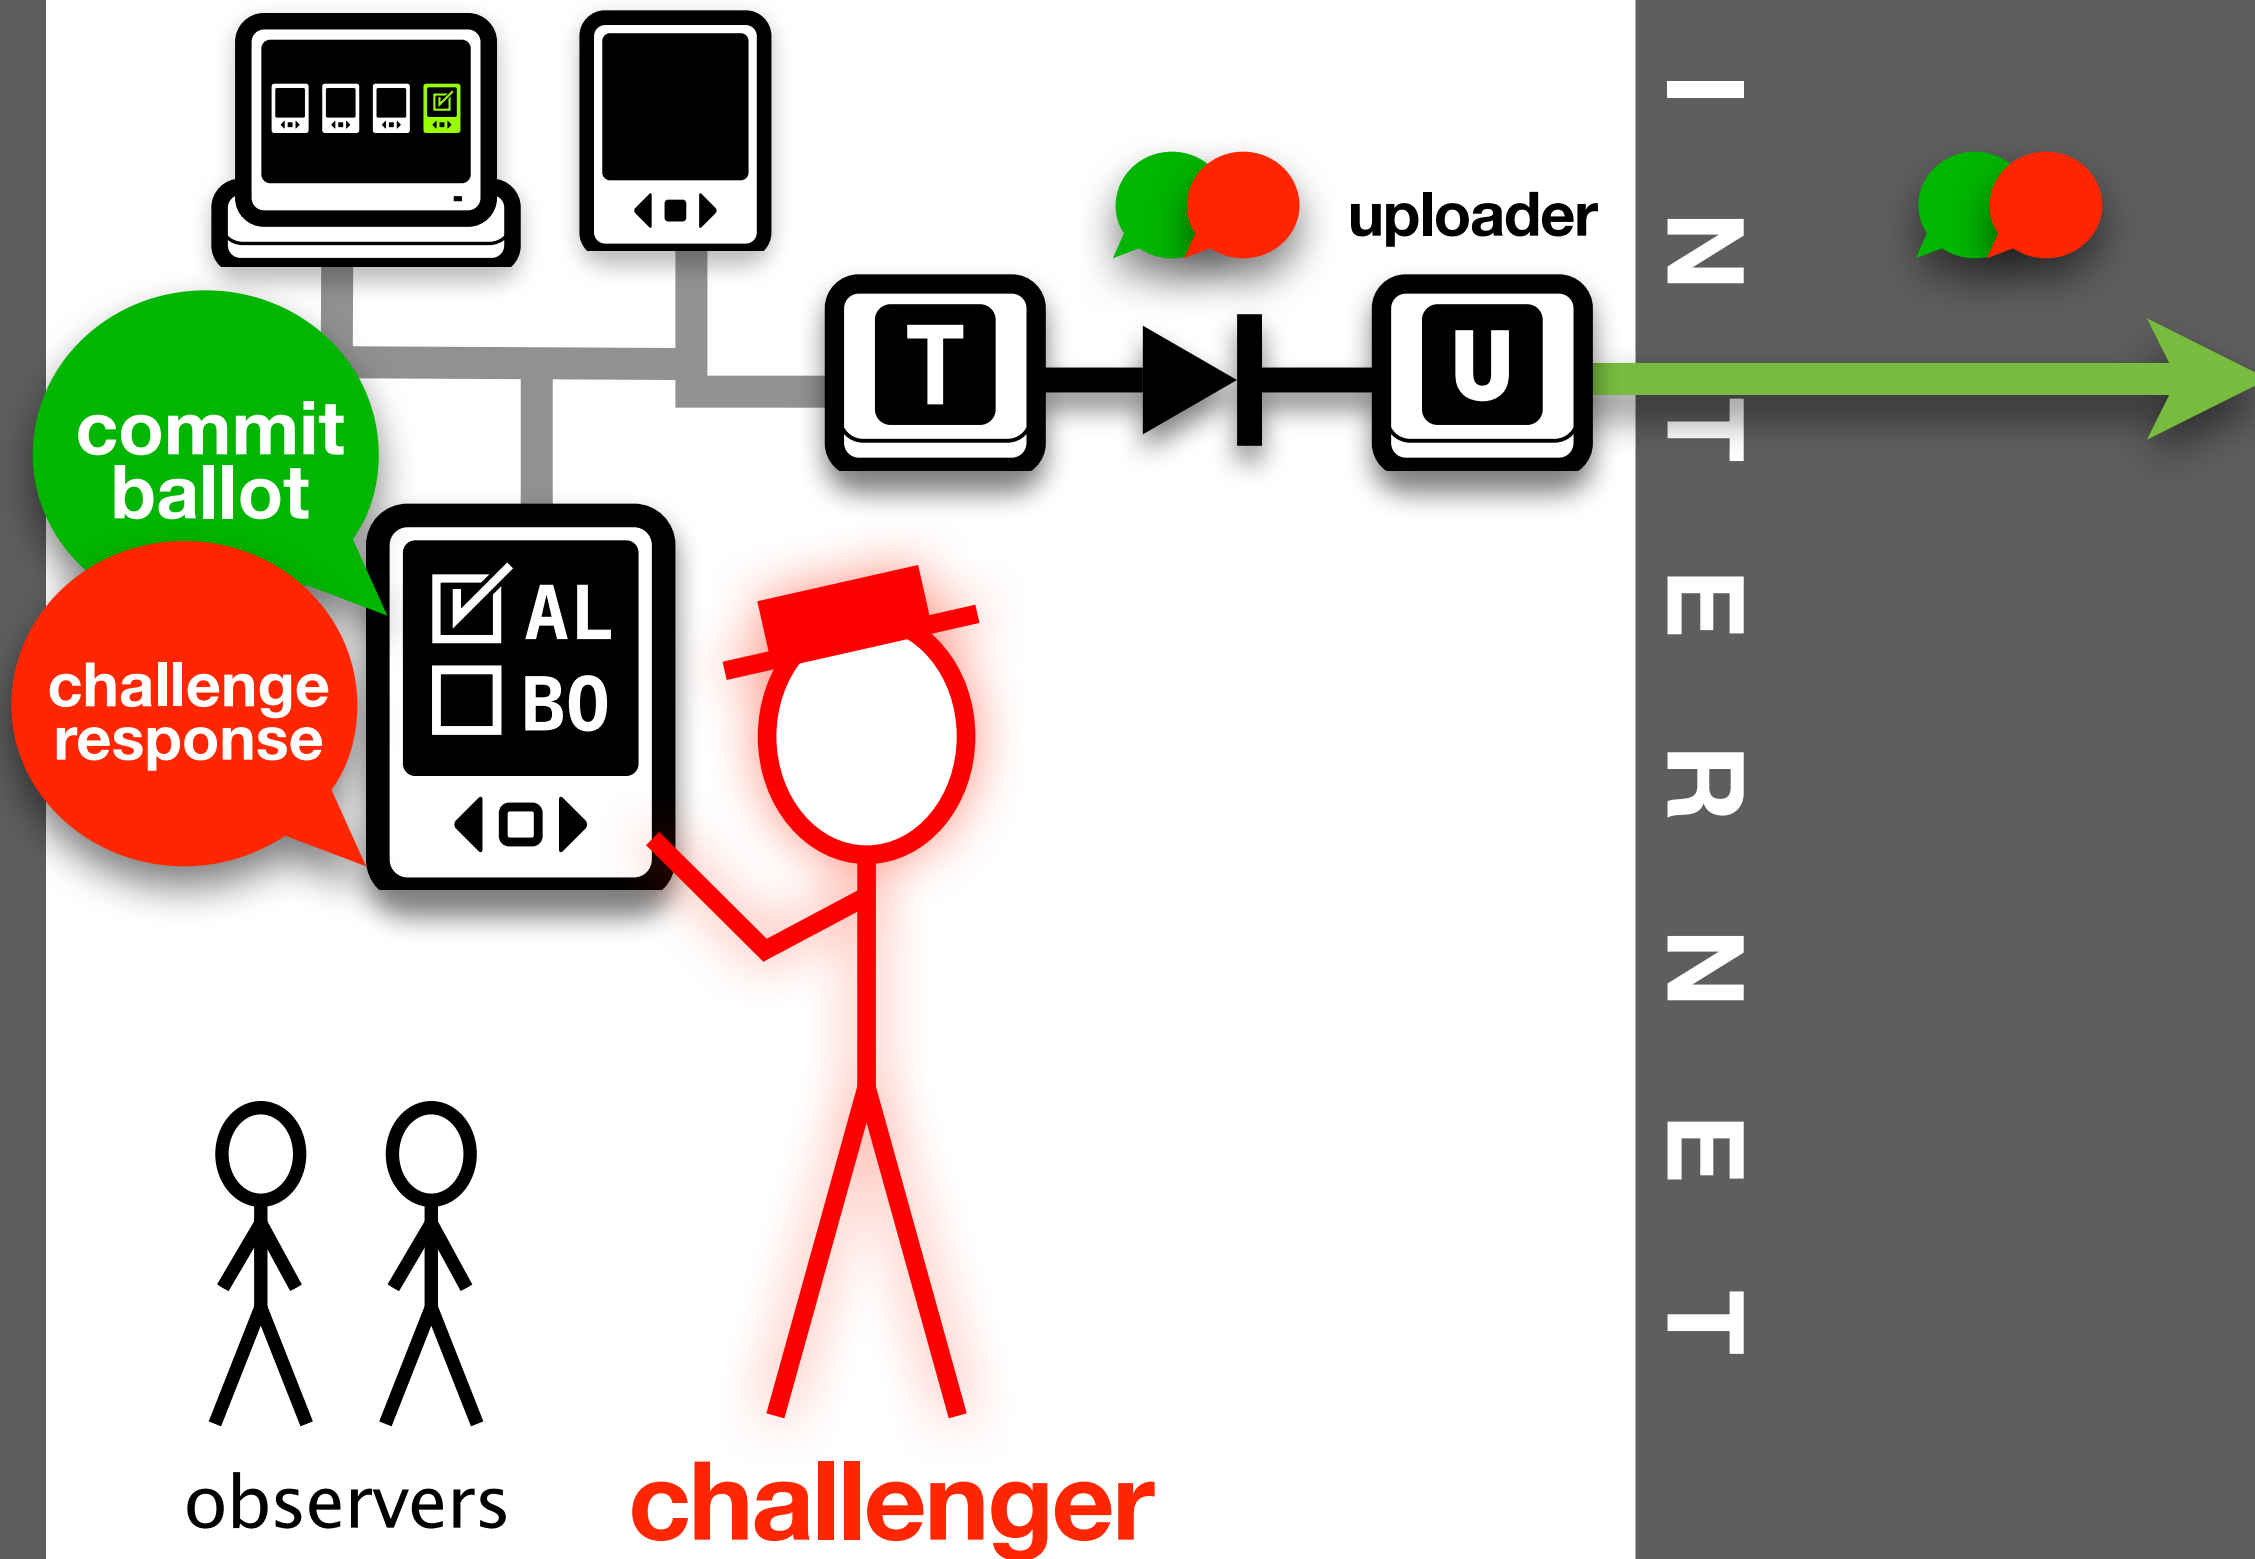 uploader
T
U
commit
ballot
AL
BO
challenge
response
INTERNET
observers
challenger